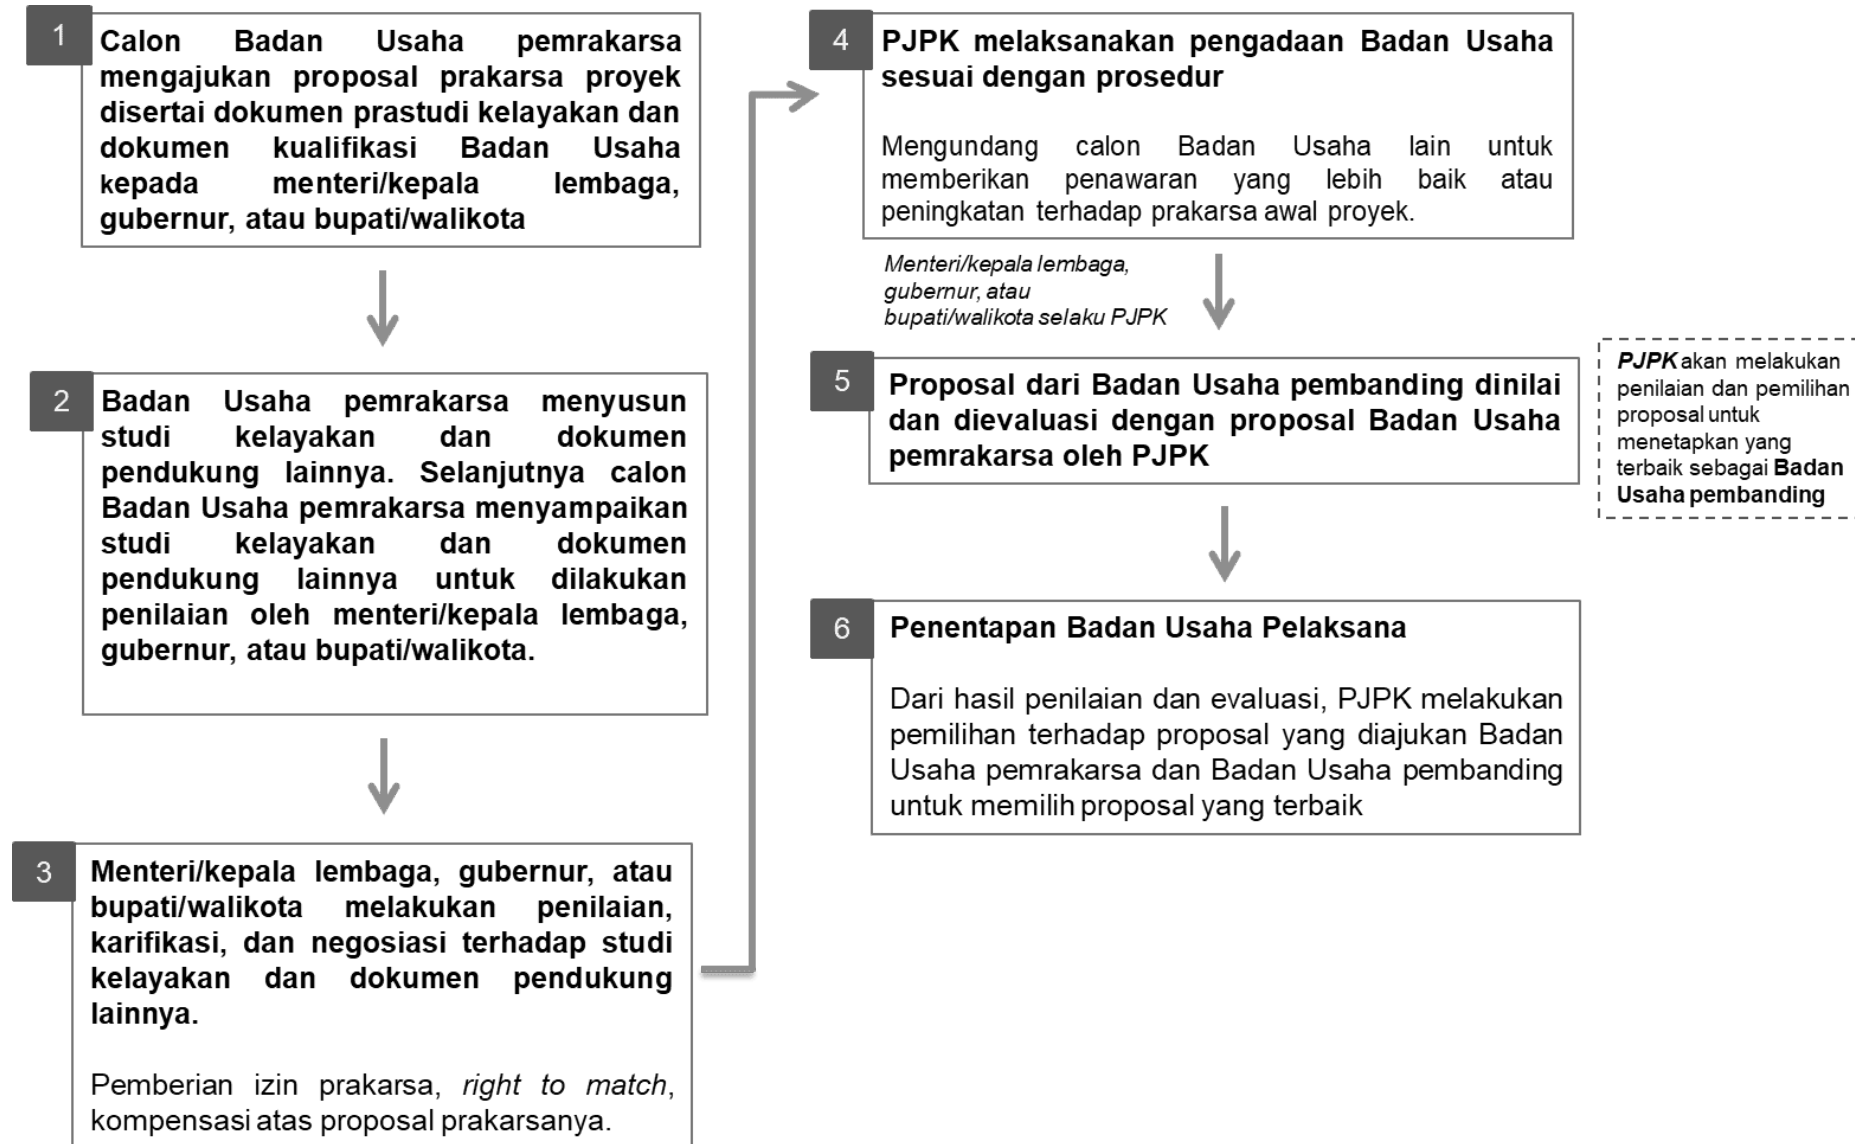 1
Calon Badan Usaha pemrakarsa
mengajukan proposal prakarsa proyek
disertai dokumen prastudi kelayakan dan
dokumen kualifikasi Badan Usaha
kepada menteri/kepala lembaga,
gubernur, atau bupati/walikota
2
Badan Usaha pemrakarsa menyusun
studi kelayakan dan dokumen
pendukung lainnya. Selanjutnya calon
Badan Usaha pemrakarsa menyampaikan
studi kelayakan dan dokumen
pendukung lainnya untuk dilakukan
penilaian oleh menteri/kepala lembaga,
gubernur, atau bupati/walikota.
3
Menteri/kepala lembaga, gubernur, atau
bupati/walikota melakukan penilaian,
karifikasi, dan negosiasi terhadap studi
kelayakan dan dokumen pendukung
lainnya.
Pemberian izin prakarsa, right to match,
kompensasi atas proposal prakarsanya.
4
PJPK melaksanakan pengadaan Badan Usaha
sesuai dengan prosedur
Mengundang calon Badan Usaha lain untuk
memberikan penawaran yang lebih baik atau
peningkatan terhadap prakarsa awal proyek.
Menteri/kepala lembaga,
gubernur, atau
bupati/walikota selaku PJPK
5
Proposal dari Badan Usaha pembanding dinilai
dan dievaluasi dengan proposal Badan Usaha
pemrakarsa oleh PJPK
PJPK akan melakukan
penilaian dan pemilihan
proposal untuk
menetapkan yang
terbaik sebagai Badan
Usaha pembanding
6
Penentapan Badan Usaha Pelaksana
Dari hasil penilaian dan evaluasi, PJPK melakukan
pemilihan terhadap proposal yang diajukan Badan
Usaha pemrakarsa dan Badan Usaha pembanding
untuk memilih proposal yang terbaik